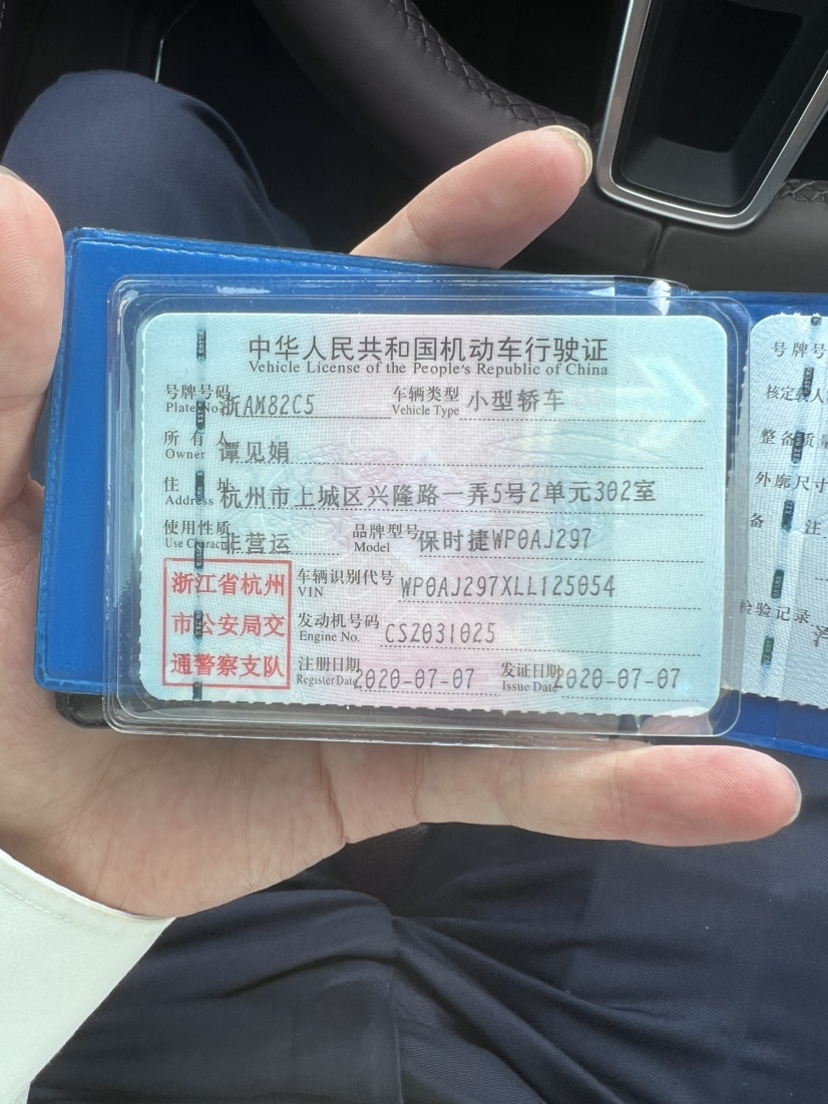 中华人民共和国机动车行驶证
Vehicle License of the People's Republic of China
号牌号码 浙AM82C5 车辆类型 小型轿车
Plate No. Vehicle Type
所有人 谭见娟
Owner
住址 杭州市上城区兴隆路一弄5号2单元302室
Address
使用性质 非营运 品牌型号 保时捷WP0AJ297
Use Character Model
浙江省杭州
市公安局交
通警察支队
车辆识别代号 WP0AJ297XLL125054
VIN
发动机号码 CS2031025
Engine No.
注册日期 2020-07-07 发证日期 2020-07-07
Register Date Issue Date
号牌号
核定载人
整备质量
外廓尺寸
备注
检验记录